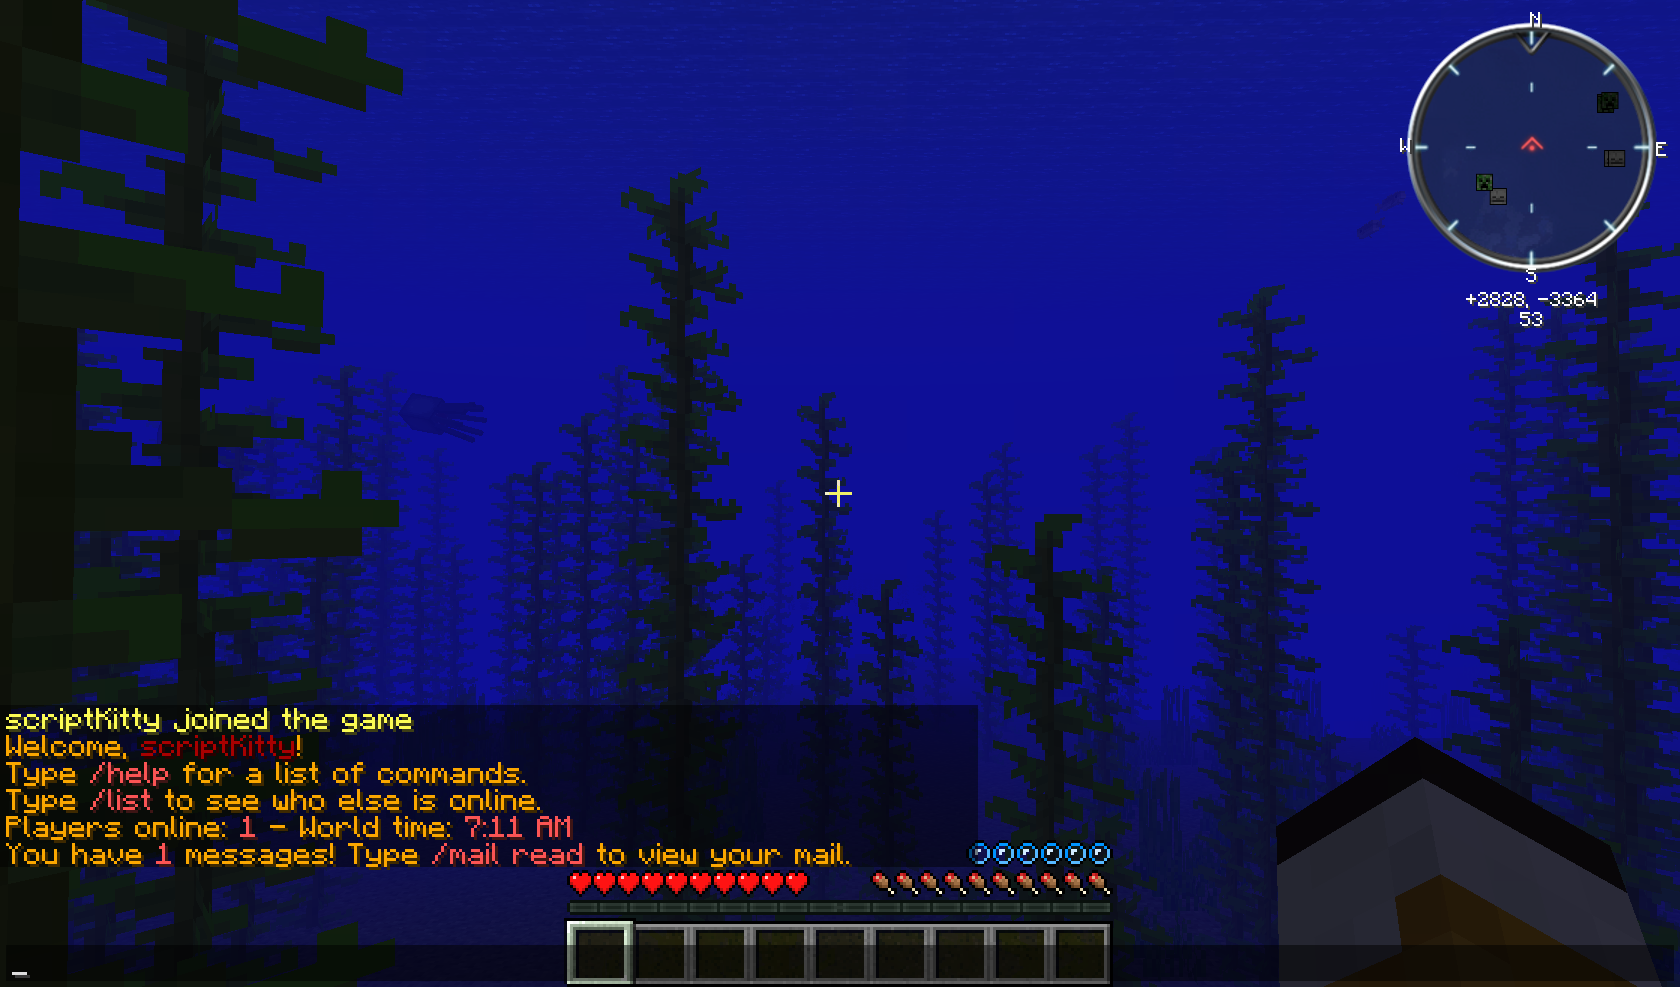 N
W
E
S
+2828, -3364
53
scriptKitty joined the game
Welcome, scriptKitty!
Type /help for a list of commands.
Type /list to see who else is online.
Players online: 1 - World time: 7:11 AM
You have 1 messages! Type /mail read to view your mail.
_